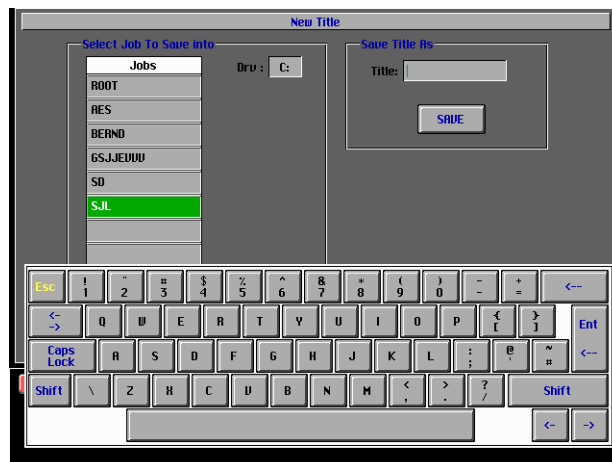 New Title
Select Job To Save into
Jobs
Drv : C:
ROOT
AES
BERND
GSJJEVVV
SD
SJL
Save Title As
Title:
SAVE
Esc ! 1 " 2 # 3 $ 4 % 5 ^ 6 & 7 * 8 ( 9 ) 0 - - + = <--
<- -> Q W E R T Y U I O P { [ } ] Ent <--
Caps Lock A S D F G H J K L : ; @ ' ~ #
Shift \ Z X C V B N M < , > . ? / Shift
<- ->